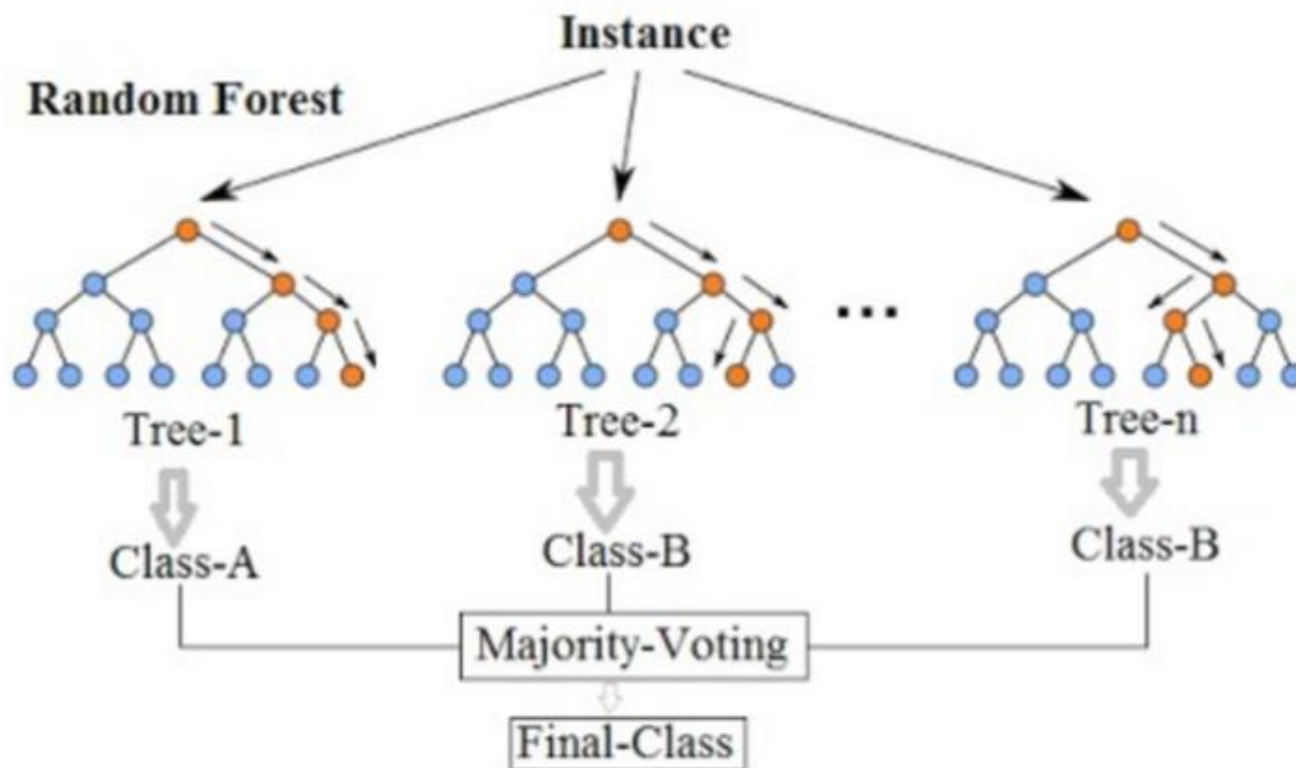 Instance
Random Forest
...
Tree-1
Tree-2
Tree-n
Class-A
Class-B
Class-B
Majority-Voting
Final-Class